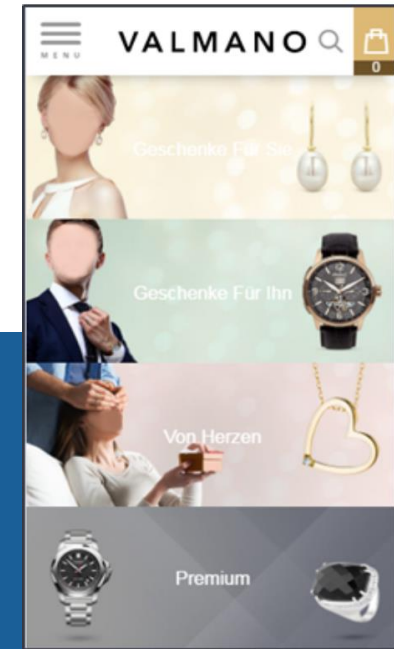 MENU
VALMANO
0
Geschenke Für Sie
Geschenke Für Ihn
Von Herzen
Premium